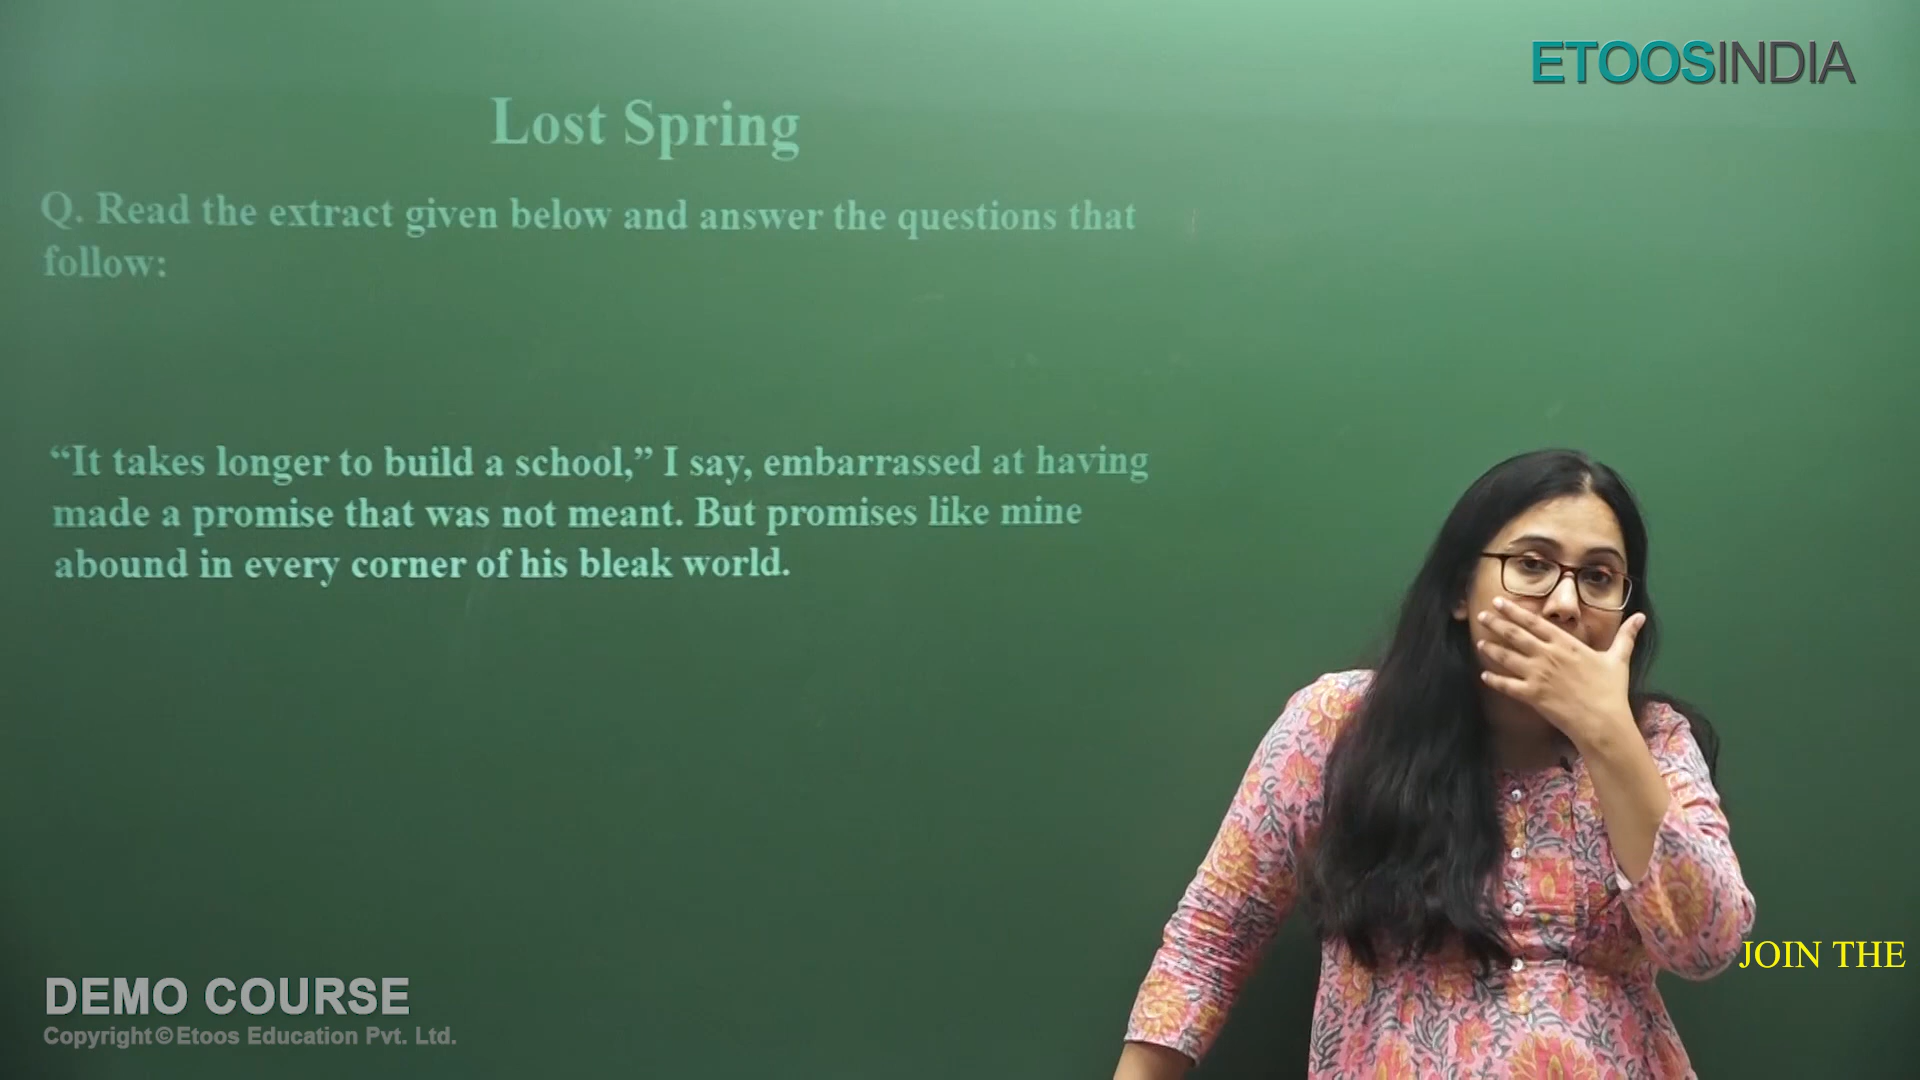 ETOOSINDIA
Lost Spring
Q. Read the extract given below and answer the questions that
follow:
“It takes longer to build a school,” I say, embarrassed at having
made a promise that was not meant. But promises like mine
abound in every corner of his bleak world.
JOIN THE
DEMO COURSE
Copyright © Etoos Education Pvt. Ltd.